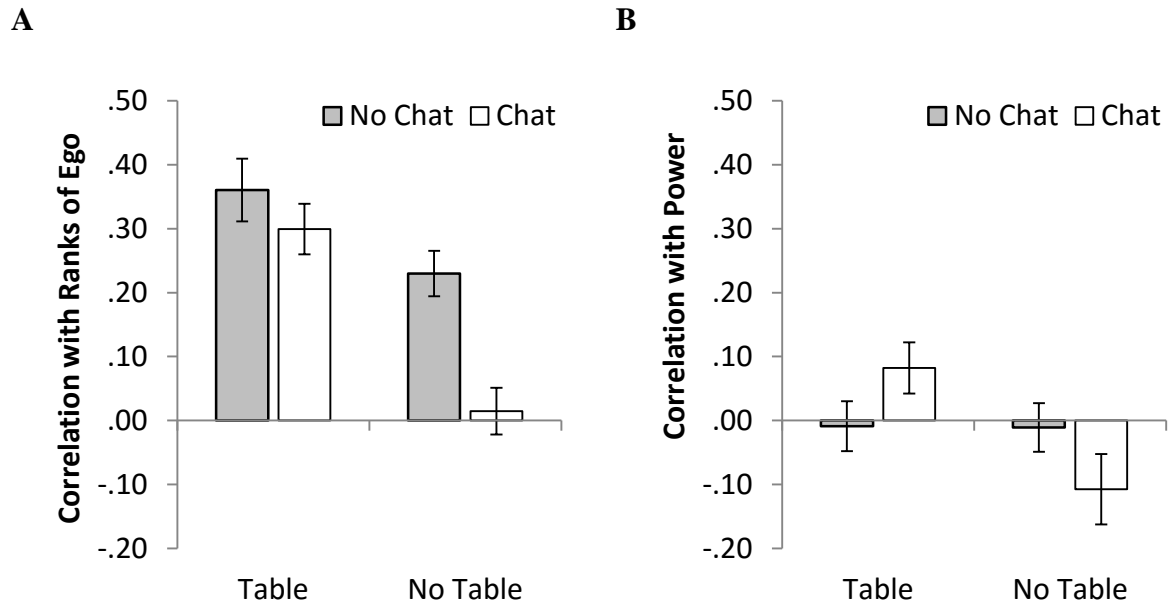 A
Correlation with Ranks of Ego
.50
.40
.30
.20
.10
.00
-.10
-.20
No Chat
Chat
Table
No Table
B
Correlation with Power
.50
.40
.30
.20
.10
.00
-.10
-.20
No Chat
Chat
Table
No Table